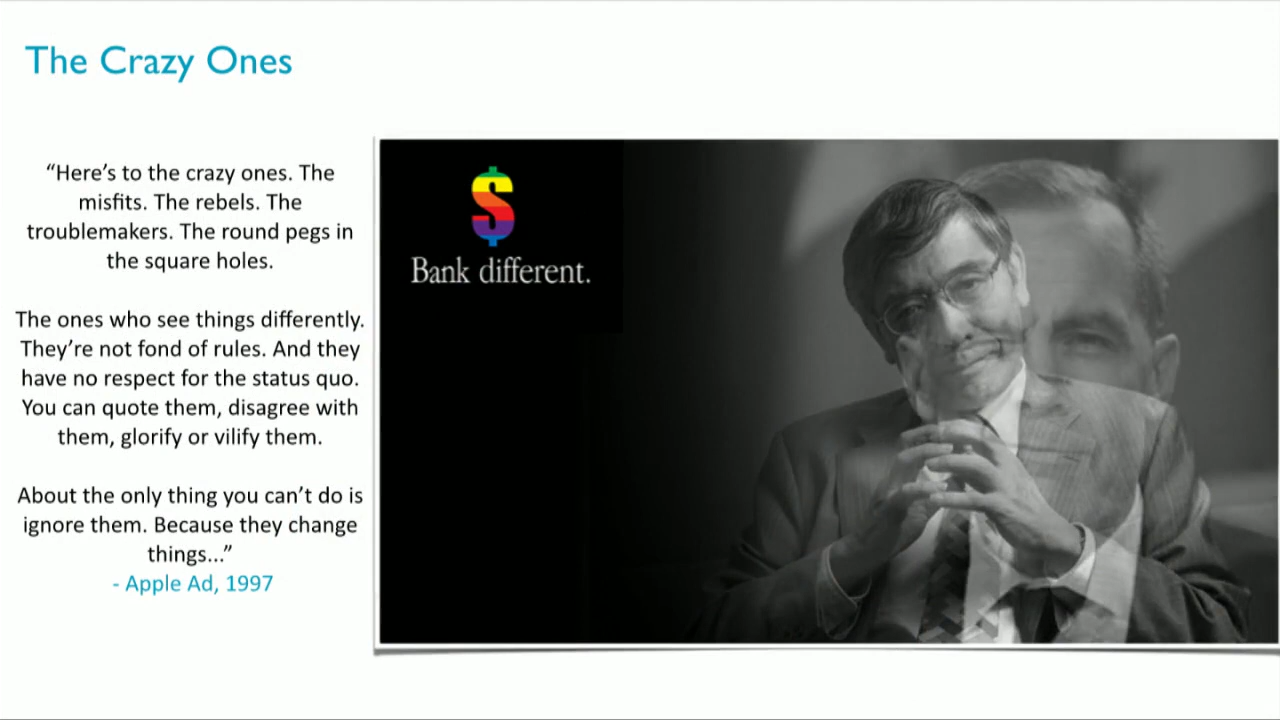 The Crazy Ones
“Here’s to the crazy ones. The
misfits. The rebels. The
troublemakers. The round pegs in
the square holes.
The ones who see things differently.
They’re not fond of rules. And they
have no respect for the status quo.
You can quote them, disagree with
them, glorify or vilify them.
About the only thing you can’t do is
ignore them. Because they change
things...”
- Apple Ad, 1997
$
Bank different.